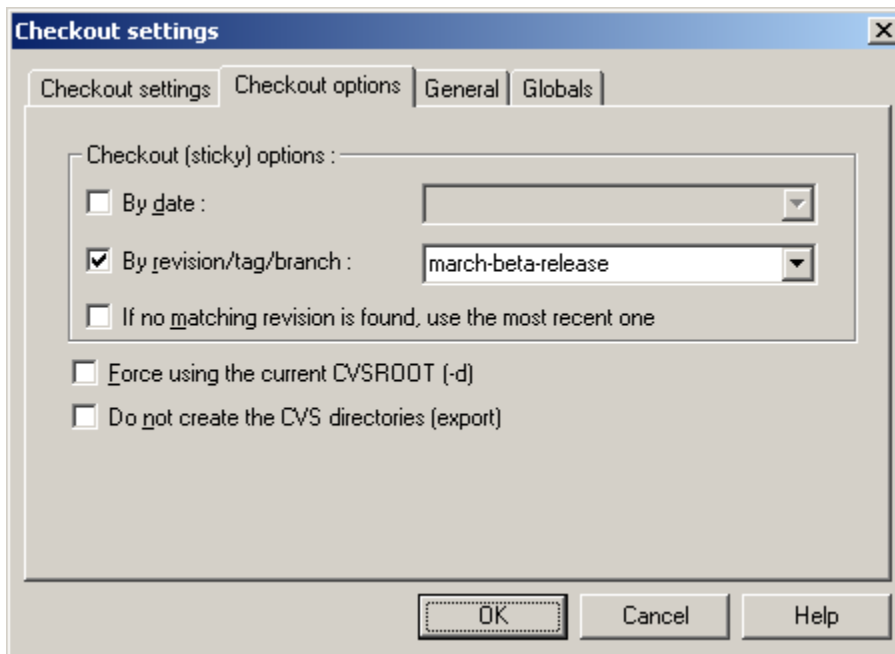 Checkout settings
Checkout settings Checkout options General Globals
Checkout (sticky) options :
By date :
By revision/tag/branch : march-beta-release
If no matching revision is found, use the most recent one
Force using the current CVSROOT (-d)
Do not create the CVS directories (export)
OK Cancel Help